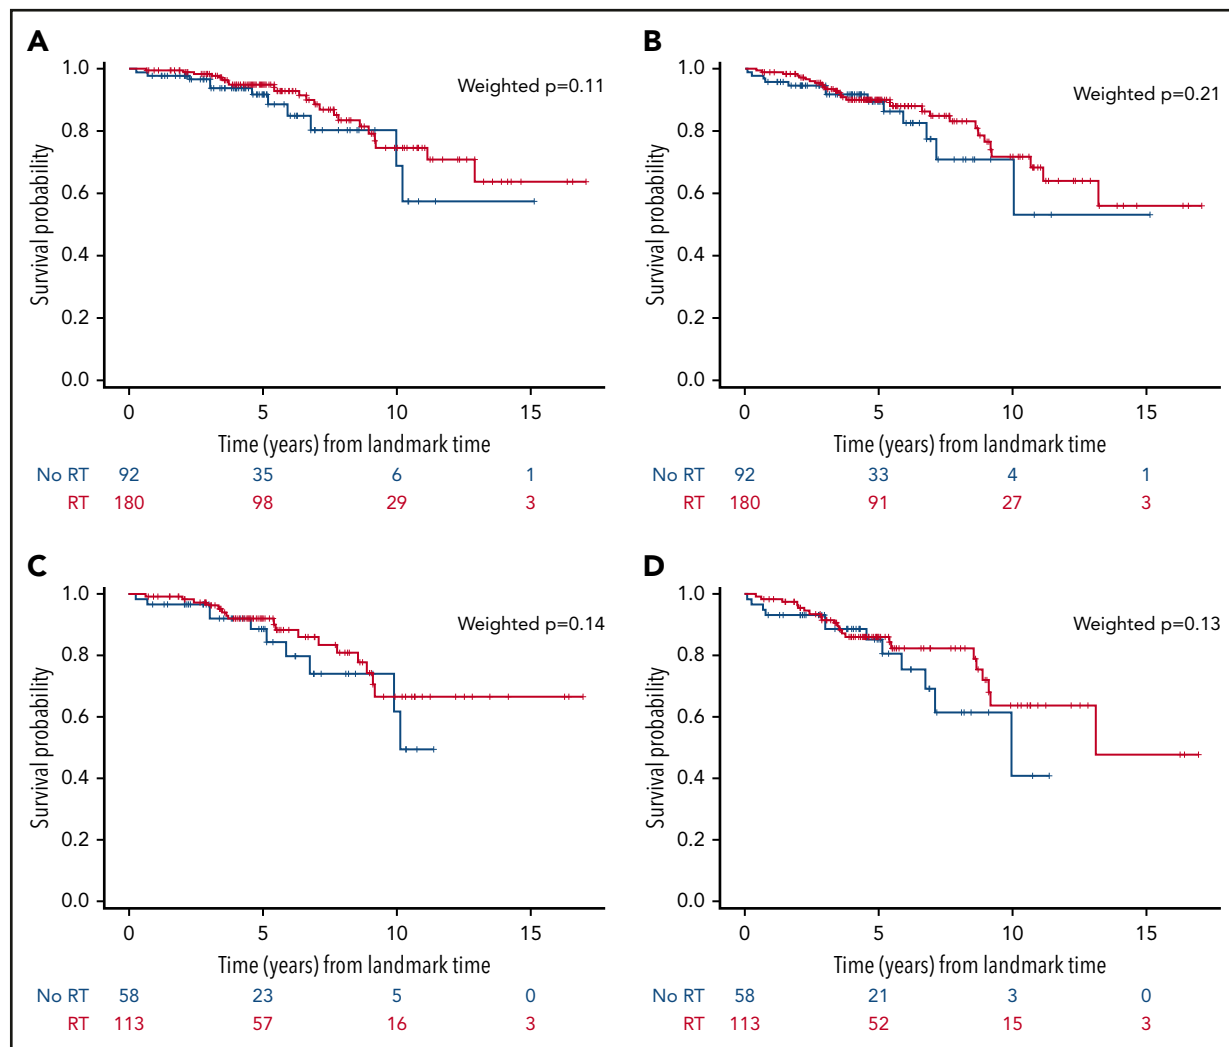 A
Weighted p=0.11
Survival probability
1.0
0.8
0.6
0.4
0.2
0.0
0 5 10 15
Time (years) from landmark time
No RT 92 35 6 1
RT 180 98 29 3
B
Weighted p=0.21
Survival probability
1.0
0.8
0.6
0.4
0.2
0.0
0 5 10 15
Time (years) from landmark time
No RT 92 33 4 1
RT 180 91 27 3
C
Weighted p=0.14
Survival probability
1.0
0.8
0.6
0.4
0.2
0.0
0 5 10 15
Time (years) from landmark time
No RT 58 23 5 0
RT 113 57 16 3
D
Weighted p=0.13
Survival probability
1.0
0.8
0.6
0.4
0.2
0.0
0 5 10 15
Time (years) from landmark time
No RT 58 21 3 0
RT 113 52 15 3